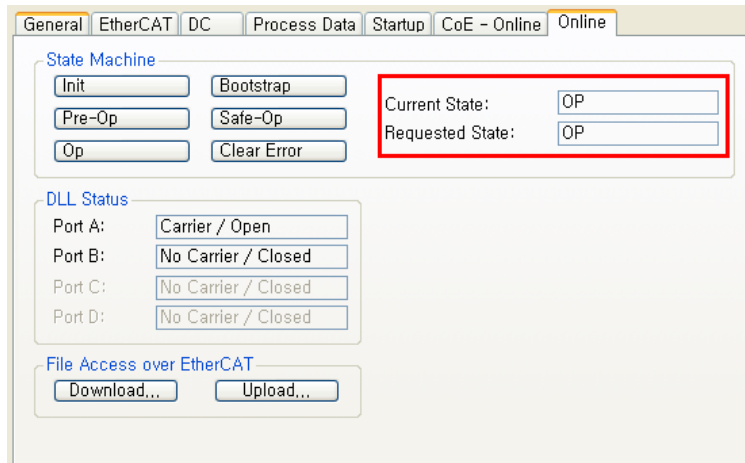 General EtherCAT DC Process Data Startup CoE - Online Online
State Machine
Init Bootstrap
Current State: OP
Pre-Op Safe-Op
Requested State: OP
Op Clear Error
DLL Status
Port A: Carrier / Open
Port B: No Carrier / Closed
Port C: No Carrier / Closed
Port D: No Carrier / Closed
File Access over EtherCAT
Download,,, Upload,,,